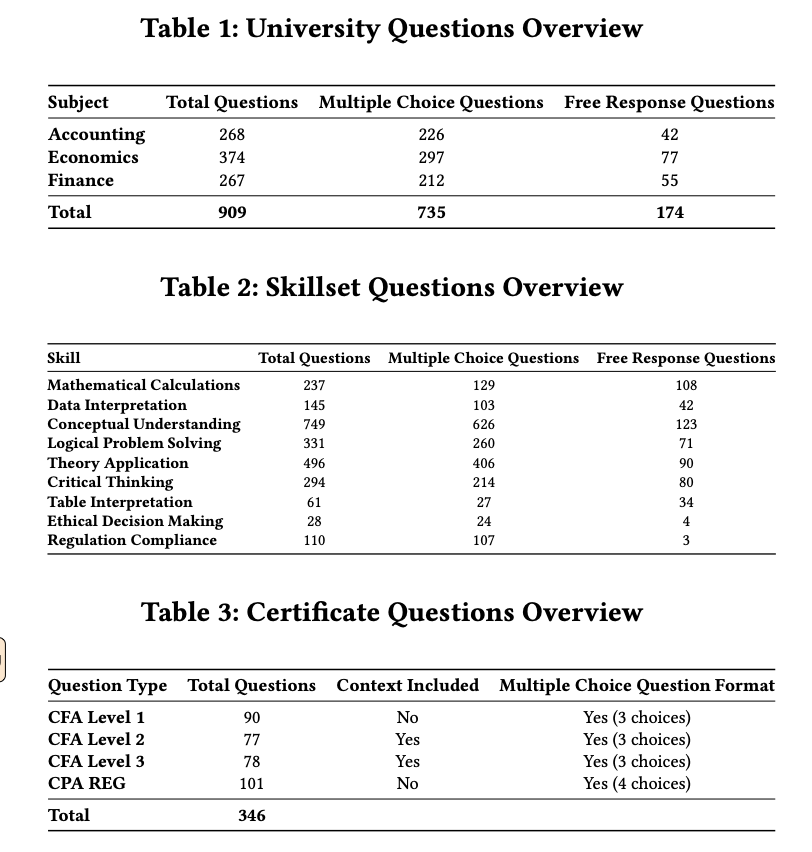 Table 1: University Questions Overview
Subject Total Questions Multiple Choice Questions Free Response Questions
Accounting 268 226 42
Economics 374 297 77
Finance 267 212 55
Total 909 735 174
Table 2: Skillset Questions Overview
Skill Total Questions Multiple Choice Questions Free Response Questions
Mathematical Calculations 237 129 108
Data Interpretation 145 103 42
Conceptual Understanding 749 626 123
Logical Problem Solving 331 260 71
Theory Application 496 406 90
Critical Thinking 294 214 80
Table Interpretation 61 27 34
Ethical Decision Making 28 24 4
Regulation Compliance 110 107 3
Table 3: Certificate Questions Overview
Question Type Total Questions Context Included Multiple Choice Question Format
CFA Level 1 90 No Yes (3 choices)
CFA Level 2 77 Yes Yes (3 choices)
CFA Level 3 78 Yes Yes (3 choices)
CPA REG 101 No Yes (4 choices)
Total 346